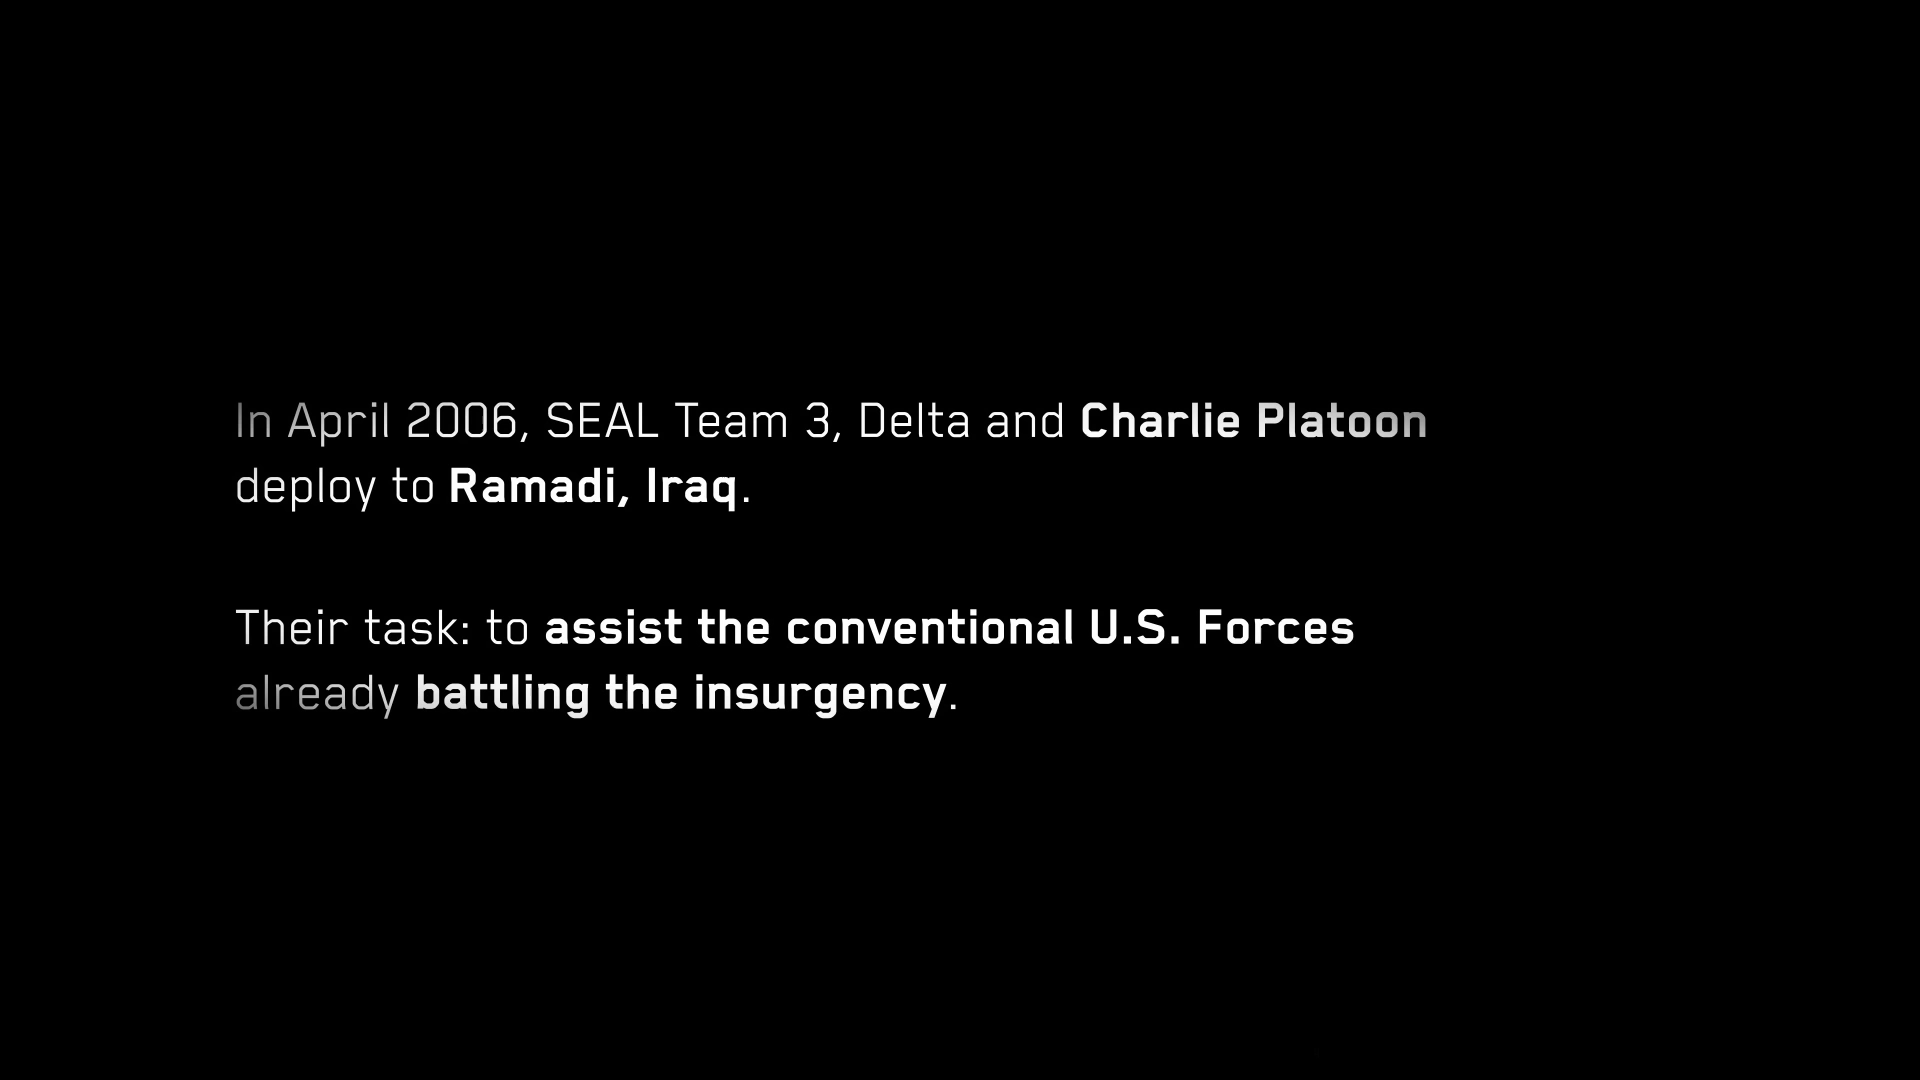 In April 2006, SEAL Team 3, Delta and Charlie Platoon
deploy to Ramadi, Iraq.
Their task: to assist the conventional U.S. Forces
already battling the insurgency.